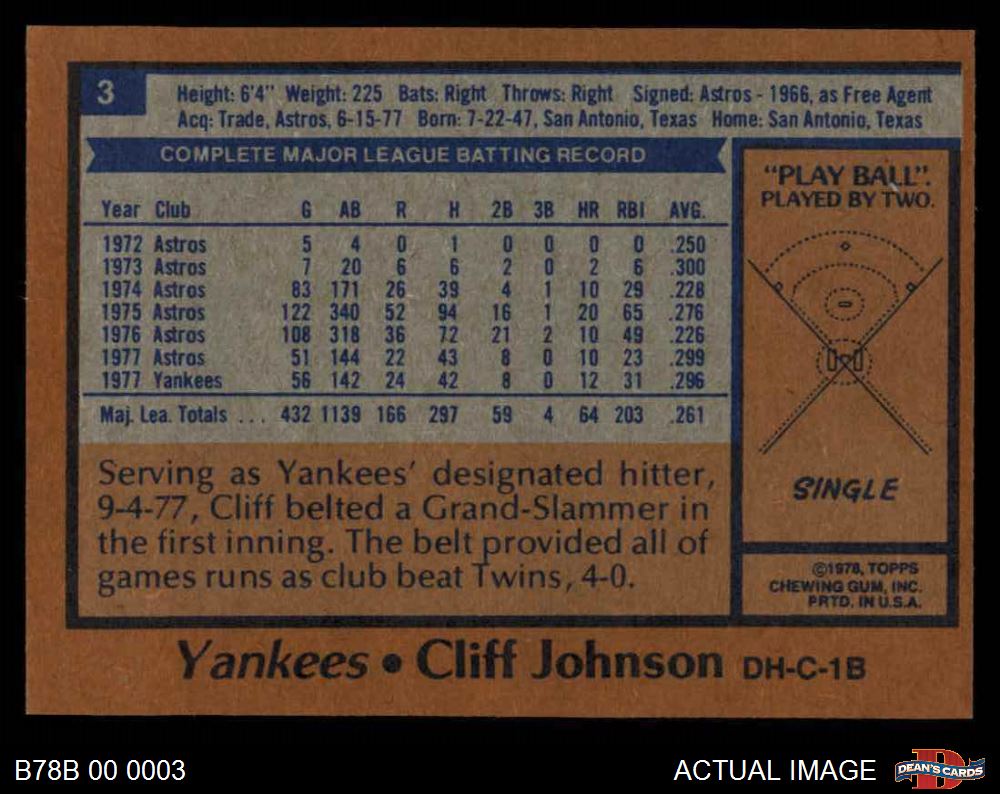 3
Height: 6'4" Weight: 225 Bats: Right Throws: Right Signed: Astros - 1966, as Free Agent
Acq: Trade, Astros, 6-15-77 Born: 7-22-47, San Antonio, Texas Home: San Antonio, Texas
COMPLETE MAJOR LEAGUE BATTING RECORD
Year Club G AB R H 2B 3B HR RBI AVG.
1972 Astros 5 4 0 1 0 0 0 0 .250
1973 Astros 7 20 6 6 2 0 2 6 .300
1974 Astros 83 171 26 39 4 1 10 29 .228
1975 Astros 122 340 52 94 16 1 20 65 .276
1976 Astros 108 318 36 72 21 2 10 49 .226
1977 Astros 51 144 22 43 8 0 10 23 .299
1977 Yankees 56 142 24 42 8 0 12 31 .296
Maj. Lea. Totals ... 432 1139 166 297 59 4 64 203 .261
Serving as Yankees' designated hitter,
9-4-77, Cliff belted a Grand-Slammer in
the first inning. The belt provided all of
games runs as club beat Twins, 4-0.
"PLAY BALL".
PLAYED BY TWO.
SINGLE
©1978, TOPPS
CHEWING GUM, INC.
PRTD. IN U.S.A.
Yankees • Cliff Johnson DH-C-1B
B78B 00 0003
ACTUAL IMAGE
DEAN'S CARDS